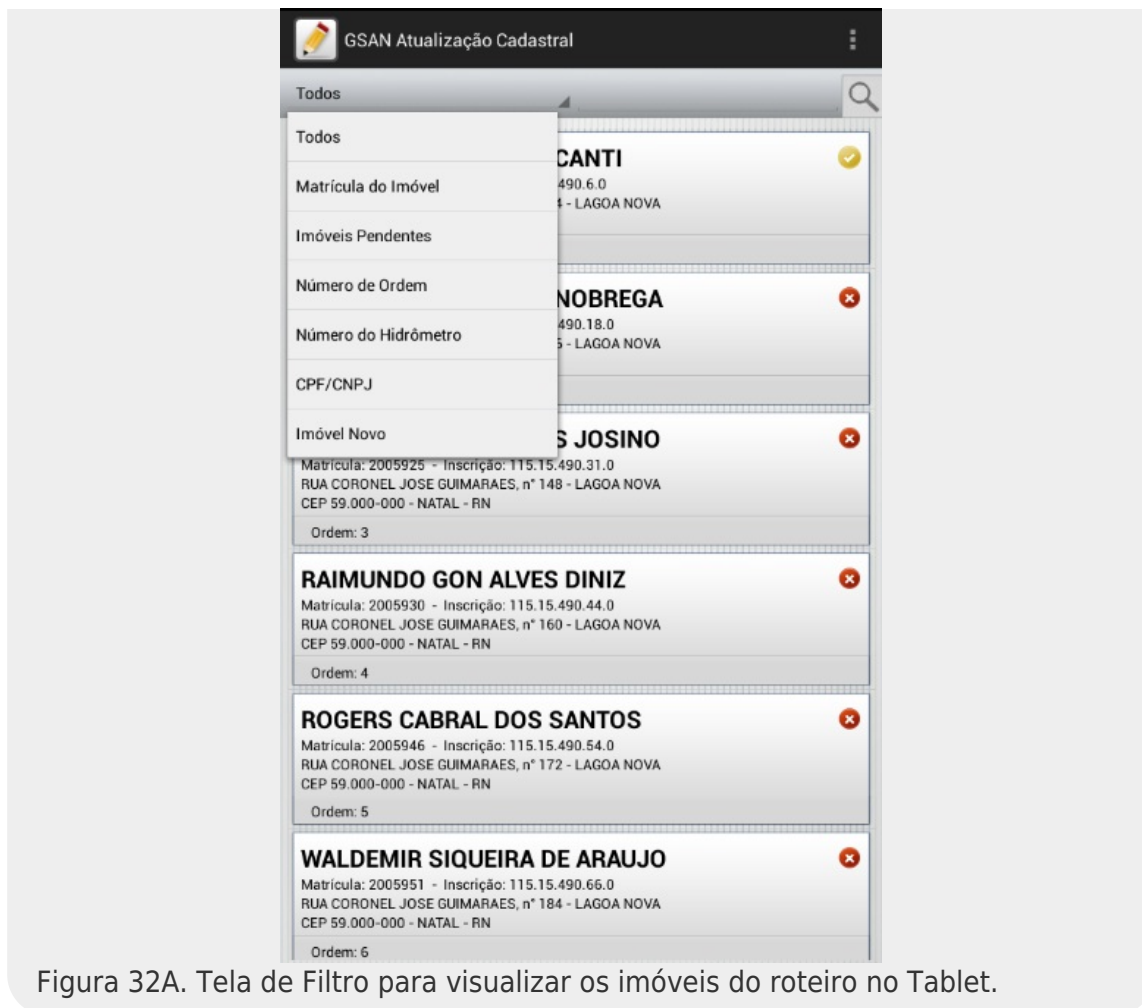 GSAN Atualização Cadastral
Todos
Todos
Matrícula do Imóvel
Imóveis Pendentes
Número de Ordem
Número do Hidrômetro
CPF/CNPJ
Imóvel Novo
CANTI
490.6.0
- LAGOA NOVA
NOBREGA
490.18.0
- LAGOA NOVA
S JOSINO
Matrícula: 2005925 - Inscrição: 115.15.490.31.0
RUA CORONEL JOSE GUIMARAES, n° 148 - LAGOA NOVA
CEP 59.000-000 - NATAL - RN
Ordem: 3
RAIMUNDO GON ALVES DINIZ
Matrícula: 2005930 - Inscrição: 115.15.490.44.0
RUA CORONEL JOSE GUIMARAES, n° 160 - LAGOA NOVA
CEP 59.000-000 - NATAL - RN
Ordem: 4
ROGERS CABRAL DOS SANTOS
Matrícula: 2005946 - Inscrição: 115.15.490.54.0
RUA CORONEL JOSE GUIMARAES, n° 172 - LAGOA NOVA
CEP 59.000-000 - NATAL - RN
Ordem: 5
WALDEMIR SIQUEIRA DE ARAUJO
Matrícula: 2005951 - Inscrição: 115.15.490.66.0
RUA CORONEL JOSE GUIMARAES, n° 184 - LAGOA NOVA
CEP 59.000-000 - NATAL - RN
Ordem: 6
Figura 32A. Tela de Filtro para visualizar os imóveis do roteiro no Tablet.